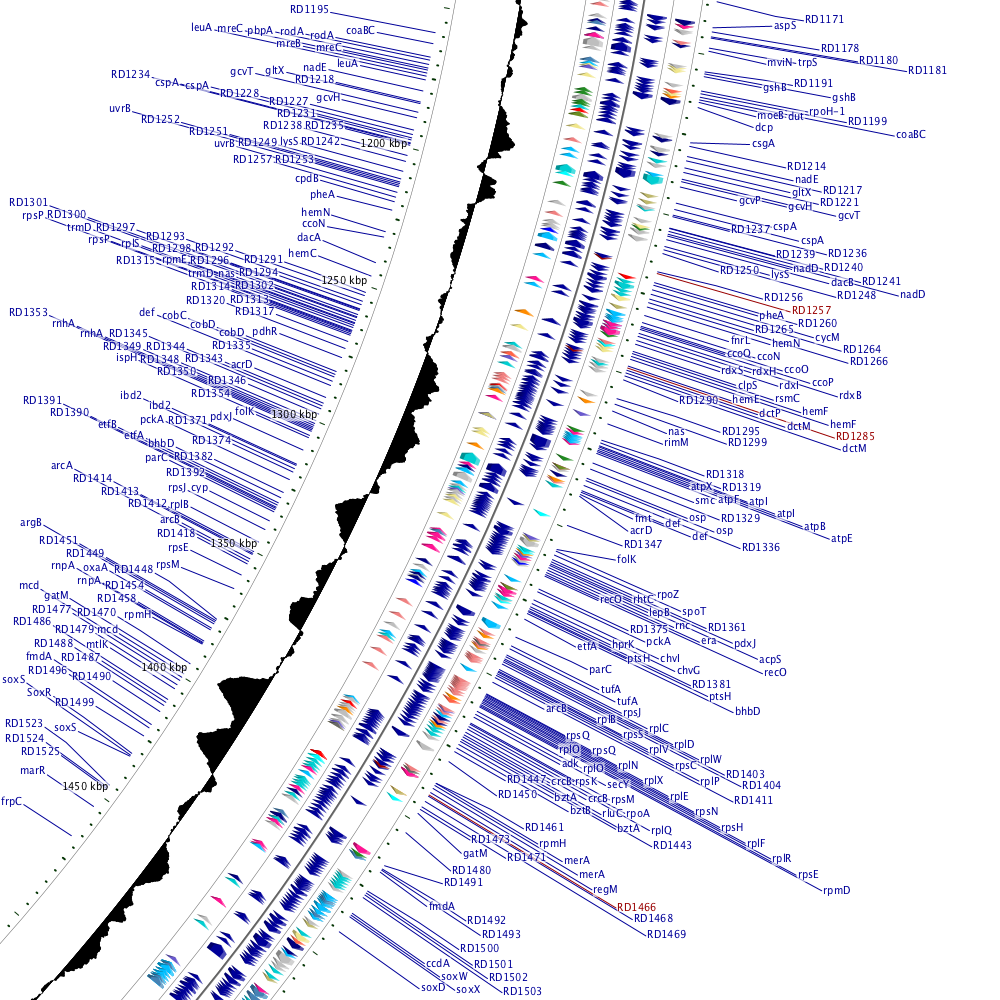 RD1195
leuA mreC pbpA rodA rodA coaBC
mreB mreC
leuA
nadE
gcvT gltX
RD1234
RD1218
cspA cspA
RD1228
gcvH
RD1227
uvrB
RD1231
RD1252
RD1238 RD1235
RD1251
uvrB RD1249 lysS RD1242
1200 kbp
RD1257 RD1253
cpdB
pheA
RD1301
rpsP RD1300
hemN
ccoN
trmD RD1297
dacA
rpsP rplS
RD1293
RD1298 RD1292
hemC
RD1315 rpmE RD1296 RD1291
trmD nas RD1294
1250 kbp
RD1314 RD1302
RD1320 RD1313
RD1317
RD1353
def cobC
rnhA
cobD cobD pdhR
rnhA RD1345
RD1349 RD1344
RD1335
ispH RD1348 RD1343
acrD
RD1350
RD1346
RD1354
RD1391
ibd2
ibd2
RD1390
folK
1300 kbp
pckA RD1371 pdxJ
etfB
etfA
RD1374
bhbD
parC RD1382
arcA
RD1414
RD1392
RD1413
rpsJ cyp
RD1412 rplB
arcB
argB
RD1418
RD1451
1350 kbp
rpsE
RD1449
rnpA oxaA RD1448 rpsM
rnpA
mcd
RD1454
gatM
RD1458
RD1477 RD1470 rpmH
RD1486
RD1479 mcd
RD1488
mtlK
fmdA RD1487
RD1496
1400 kbp
RD1490
soxS
SoxR
RD1499
RD1523
soxS
RD1524
RD1525
marR
1450 kbp
frpC
RD1171
aspS
RD1178
mviN trpS
RD1180
RD1181
RD1191
gshB
gshB
moeB dut rpoH-1
RD1199
dcp
coaBC
csgA
RD1214
nadE
gltX RD1217
gcvP
RD1221
gcvH
gcvT
RD1237 cspA
cspA
RD1239
RD1236
RD1250
nadD RD1240
lysS
dacB RD1241
RD1248
nadD
RD1256
RD1257
pheA
RD1260
RD1265
fnrL
hemN
cycM
RD1264
ccoQ
ccoN
RD1266
rdxS rdxH ccoO
clpS
rdxI
ccoP
RD1290 hemE
rsmC
rdxB
dctP
hemF
hemF
nas
RD1295
dctM
RD1285
rimM
RD1299
dctM
RD1318
atpX RD1319
smc atpF atpI
fmt
osp
RD1329
atpI
acrD
def
osp
atpB
def
atpE
RD1347
RD1336
folK
rpoZ
recO rhtC
lepB
spoT
RD1375
rnc
RD1361
pckA
era
etfA hprK
pdxJ
ptsH chvI
acpS
parC
chvG
recO
RD1381
tufA
ptsH
tufA
bhbD
arcB
rpsJ
rplB
rpsQ
rpsS
rplC
rplO rpsQ
rplV
rplD
adk
rplO rplN
rpsC
rplW
RD1447 crcB rpsK
secY
rplX
rplP
RD1403
RD1404
RD1450
bztA crcB rpsM
rplE
RD1411
bztB
rluC rpoA
rpsN
RD1461
bztA rplQ
rpsH
RD1473
rpmH
RD1443
rplF
gatM
RD1471
merA
rplR
RD1480
merA
rpsE
RD1491
regM
rpmD
fmdA
RD1466
RD1492
RD1468
RD1493
RD1469
RD1500
ccdA
RD1501
soxW
RD1502
soxD soxX
RD1503